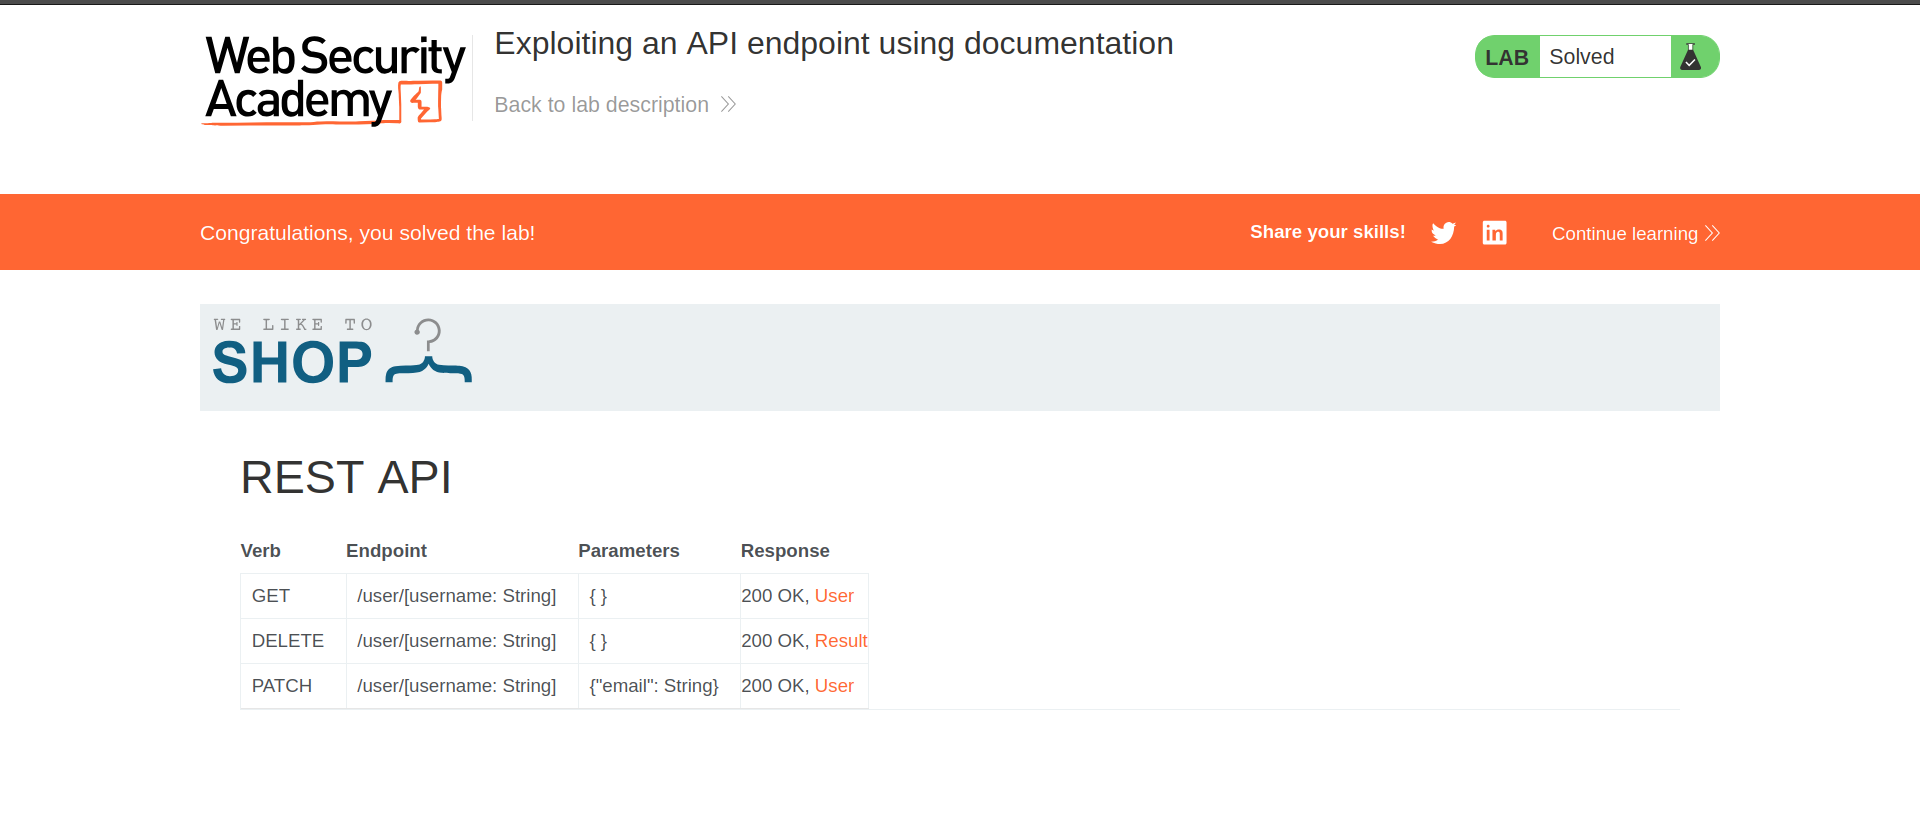 Web Security
Academy
Exploiting an API endpoint using documentation
Back to lab description
LAB Solved
Congratulations, you solved the lab!
Share your skills!
in
Continue learning
WE LIKE TO
SHOP
REST API
Verb Endpoint Parameters Response
GET /user/[username: String] { } 200 OK, User
DELETE /user/[username: String] { } 200 OK, Result
PATCH /user/[username: String] {"email": String} 200 OK, User